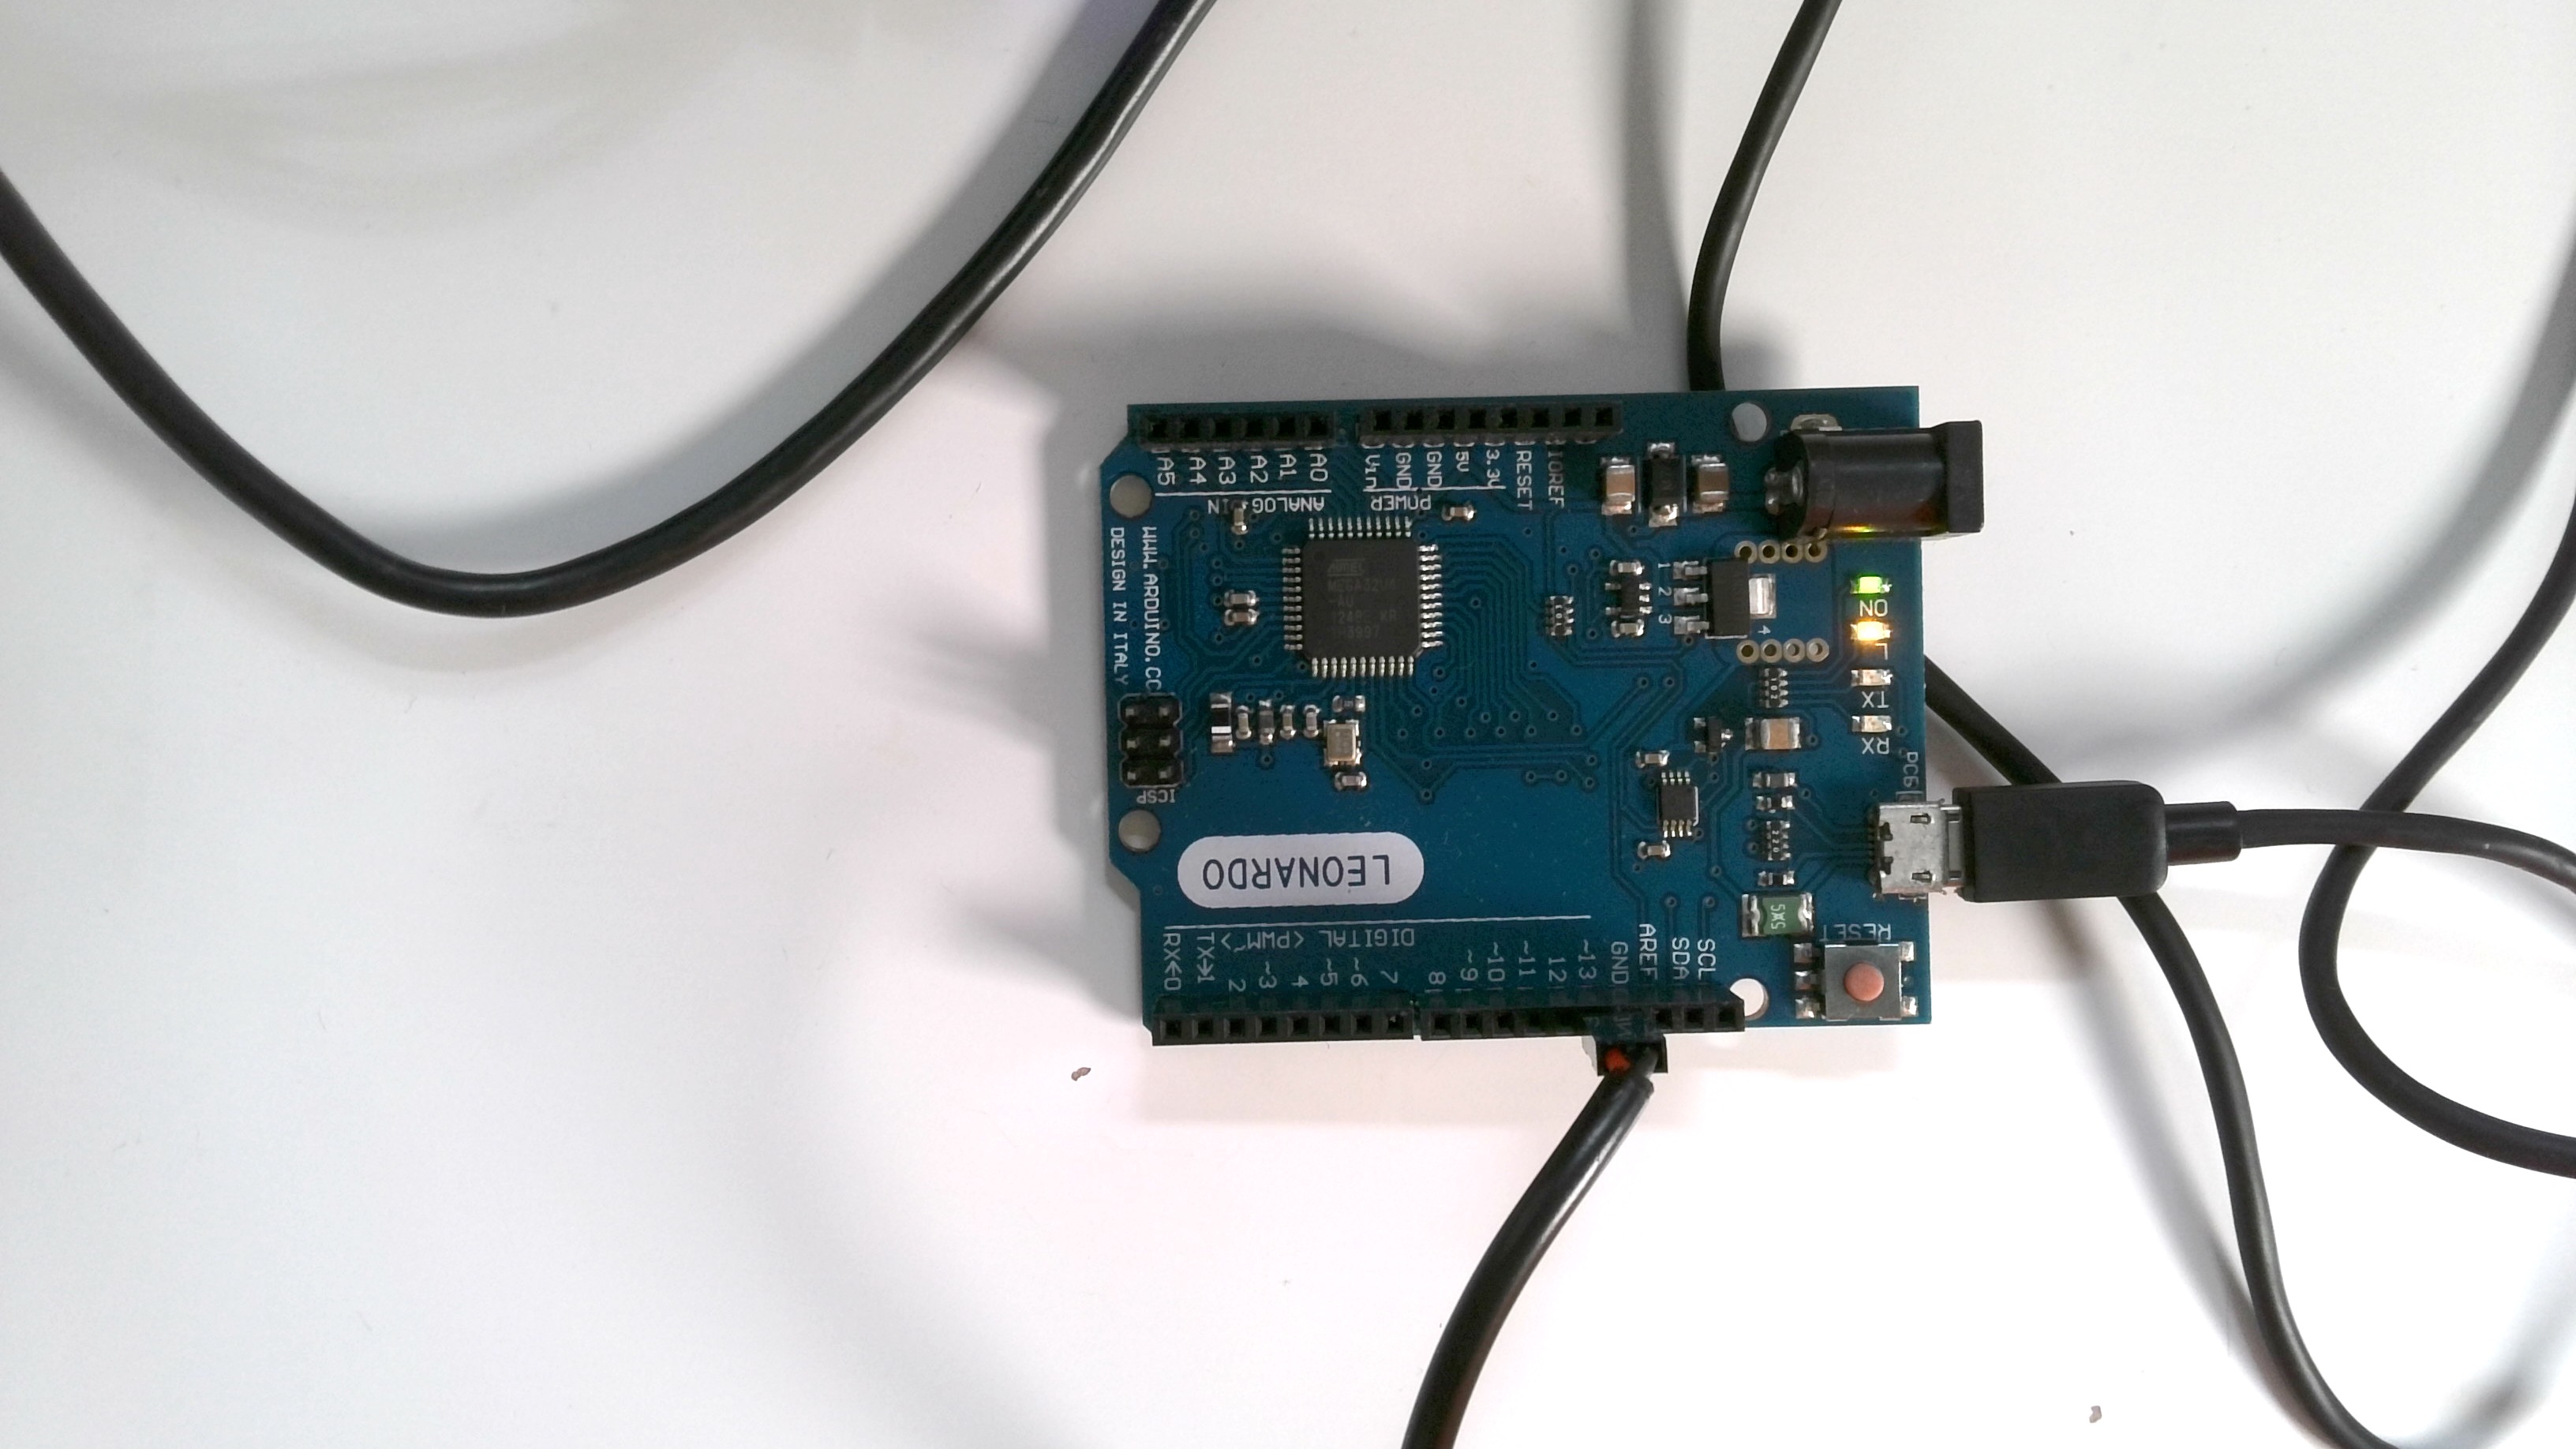 A5 A4 A3 A2 A1 A0
Vin GND GND 5V 3.3V RESET IOREF
ANALOG IN
POWER
WWW.ARDUINO.CC
DESIGN IN ITALY
1 2 3
4
ON
L
TX
RX
ICSP
LEONARDO
RESET
DIGITAL (PWM~)
RX←0 TX→1 2 ~3 4 ~5 ~6 7
8 ~9 ~10 ~11 12 ~13 GND AREF SDA SCL